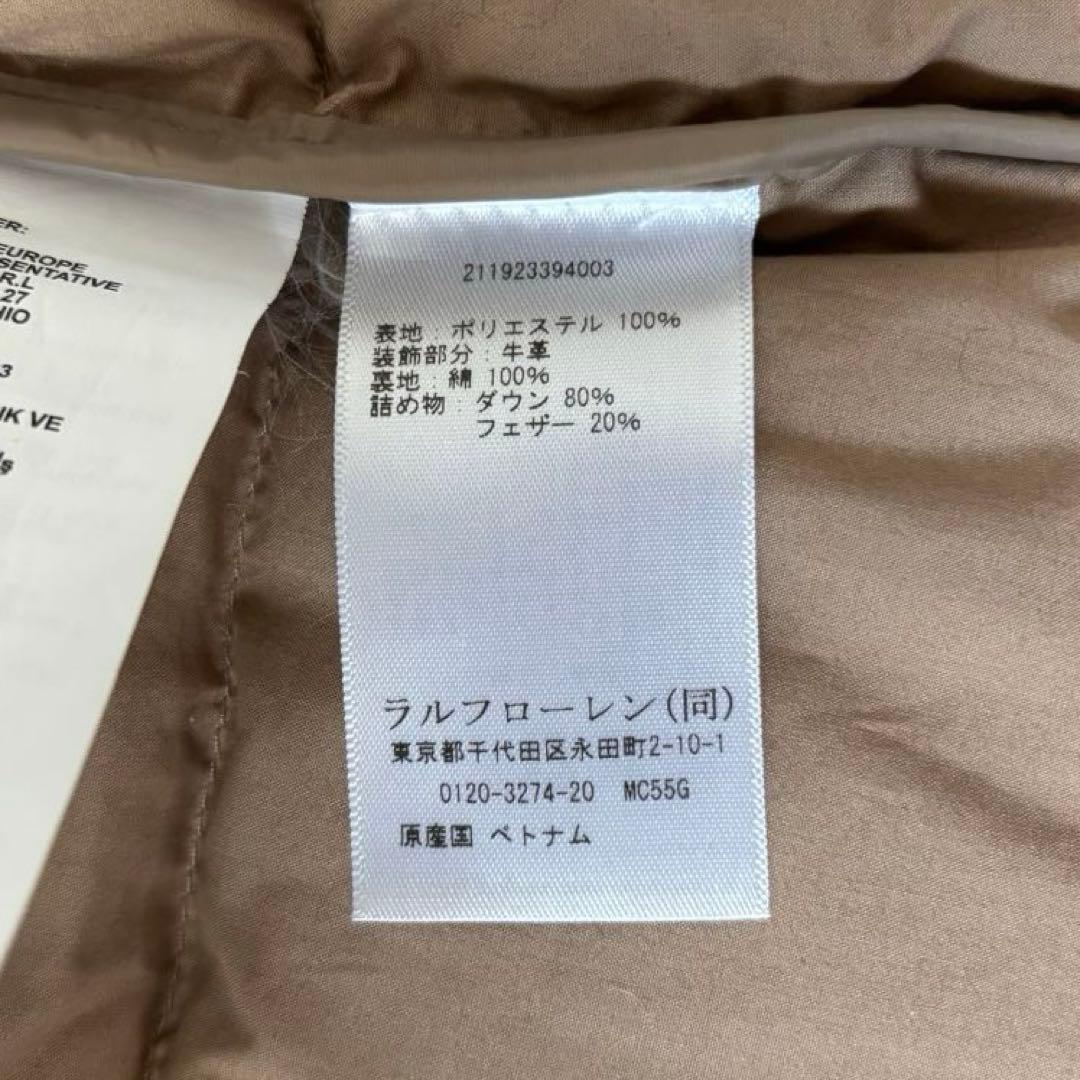 ER:
EUROPE
SENTATIVE
R.L
27
HIO
3
VE
211923394003
表地：ポリエステル 100%
装飾部分：牛革
裏地：綿 100%
詰め物：ダウン 80%
フェザー 20%
ラルフローレン(同)
東京都千代田区永田町2-10-1
0120-3274-20 MC55G
原産国 ベトナム